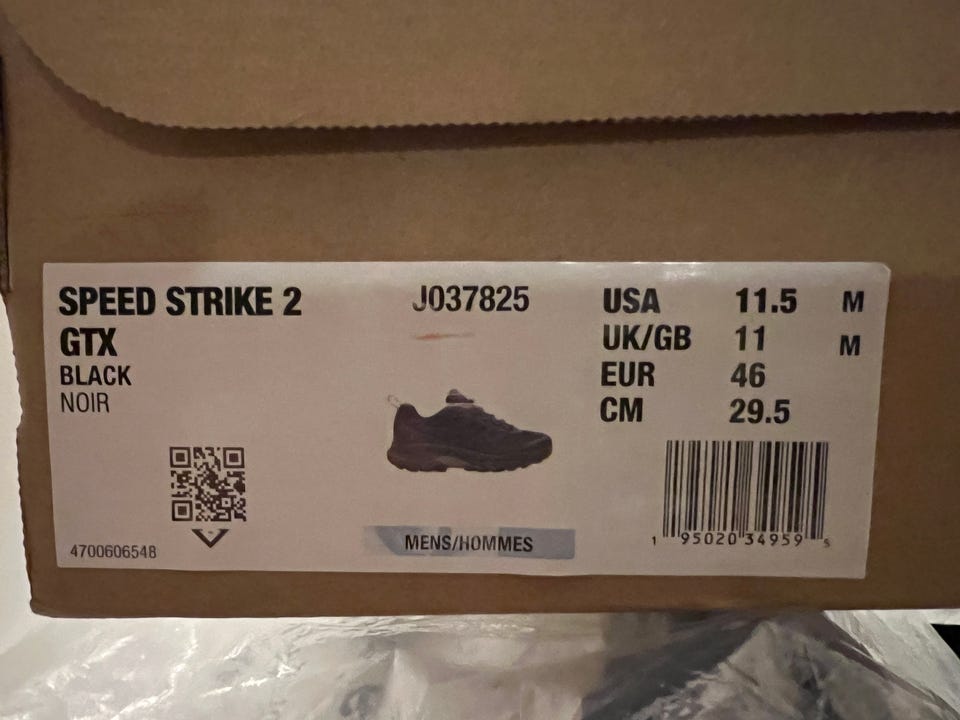 SPEED STRIKE 2
GTX
BLACK
NOIR
4700606548
J037825
MENS/HOMMES
USA 11.5 M
UK/GB 11 M
EUR 46
CM 29.5
1 95020 34959 5